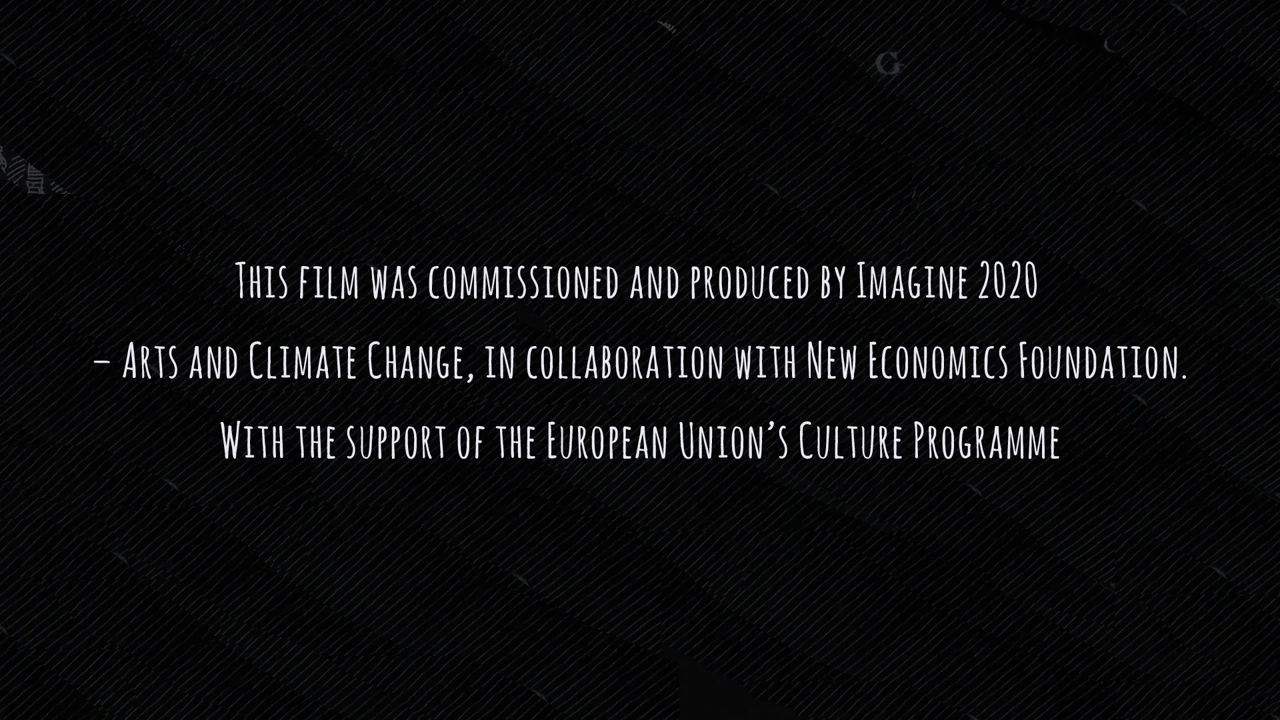 This film was commissioned and produced by Imagine 2020
– Arts and Climate Change, in collaboration with New Economics Foundation.
With the support of the European Union’s Culture Programme